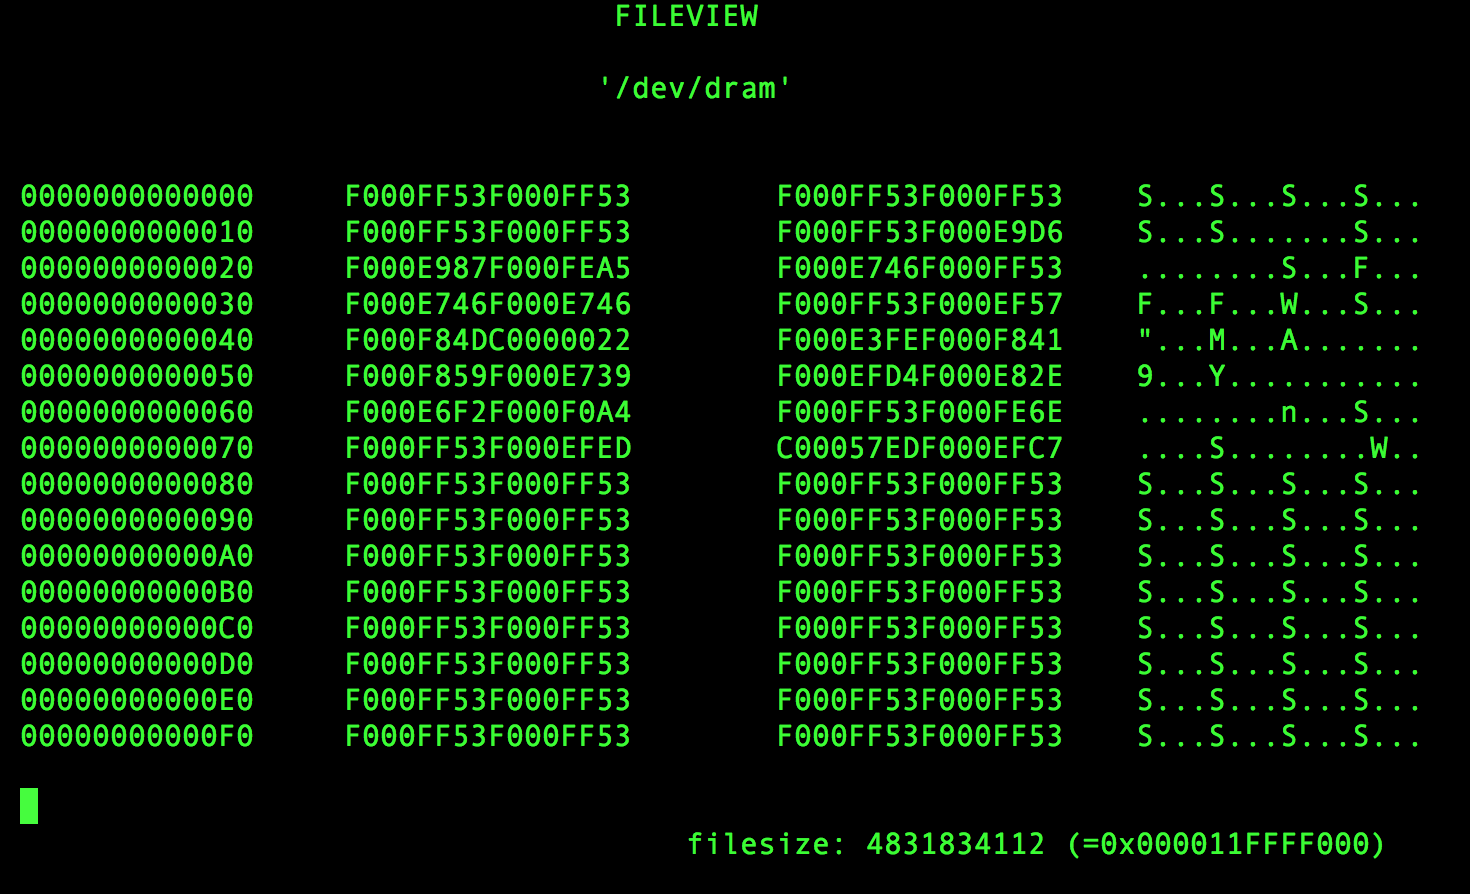 FILEVIEW
'/dev/dram'
0000000000000 F000FF53F000FF53 F000FF53F000FF53 S...S...S...S...
0000000000010 F000FF53F000FF53 F000FF53F000E9D6 S...S.......S...
0000000000020 F000E987F000FEA5 F000E746F000FF53 ........S...F...
0000000000030 F000E746F000E746 F000FF53F000EF57 F...F...W...S...
0000000000040 F000F84DC0000022 F000E3FEF000F841 "...M...A.......
0000000000050 F000F859F000E739 F000EFD4F000E82E 9...Y...........
0000000000060 F000E6F2F000F0A4 F000FF53F000FE6E ........n...S...
0000000000070 F000FF53F000EFED C00057EDF000EFC7 ....S........W..
0000000000080 F000FF53F000FF53 F000FF53F000FF53 S...S...S...S...
0000000000090 F000FF53F000FF53 F000FF53F000FF53 S...S...S...S...
00000000000A0 F000FF53F000FF53 F000FF53F000FF53 S...S...S...S...
00000000000B0 F000FF53F000FF53 F000FF53F000FF53 S...S...S...S...
00000000000C0 F000FF53F000FF53 F000FF53F000FF53 S...S...S...S...
00000000000D0 F000FF53F000FF53 F000FF53F000FF53 S...S...S...S...
00000000000E0 F000FF53F000FF53 F000FF53F000FF53 S...S...S...S...
00000000000F0 F000FF53F000FF53 F000FF53F000FF53 S...S...S...S...
filesize: 4831834112 (=0x000011FFFF000)